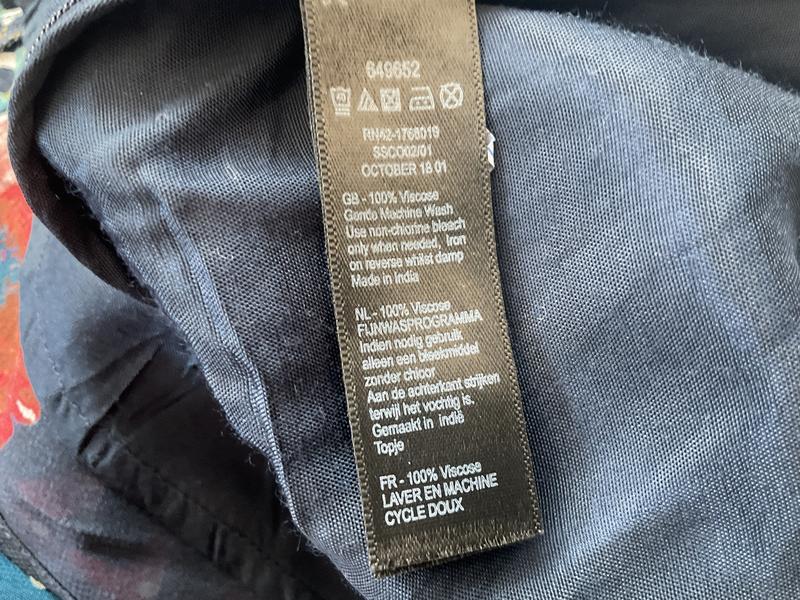 649652
RN42-1768019
SSCO02/01
OCTOBER 18 01
GB - 100% Viscose
Gentle Machine Wash
Use non-chlorine bleach
only when needed, Iron
on reverse whilst damp
Made in India
NL - 100% Viscose
FIJNWASPROGRAMMA
Indien nodig gebruik
alleen een bleekmiddel
zonder chloor
Aan de achterkant strijken
terwijl het vochtig is.
Gemaakt in indië
Topje
FR - 100% Viscose
LAVER EN MACHINE
CYCLE DOUX